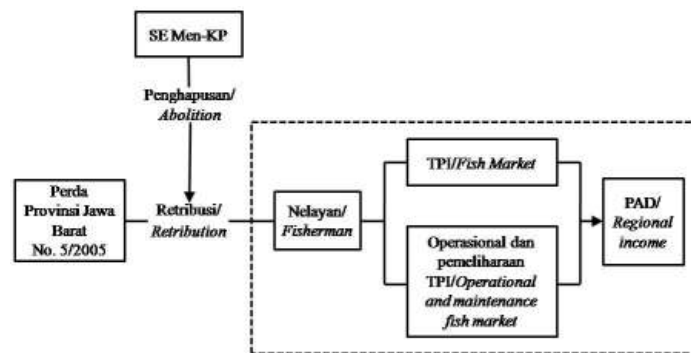 SE Men-KP
Penghapusan/
Abolition
Perda
Provinsi Jawa
Barat
No. 5/2005
Retribusi/
Retribution
Nelayan/
Fisherman
TPI/Fish Market
Operasional dan
pemeliharaan
TPI/Operational
and maintenance
fish market
PAD/
Regional
income